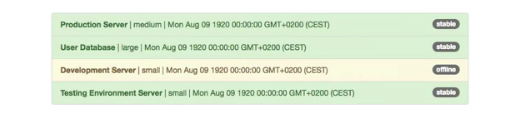 Production Server | medium | Mon Aug 09 1920 00:00:00 GMT+0200 (CEST) stable
User Database | large | Mon Aug 09 1920 00:00:00 GMT+0200 (CEST) stable
Development Server | small | Mon Aug 09 1920 00:00:00 GMT+0200 (CEST) offline
Testing Environment Server | small | Mon Aug 09 1920 00:00:00 GMT+0200 (CEST) stable